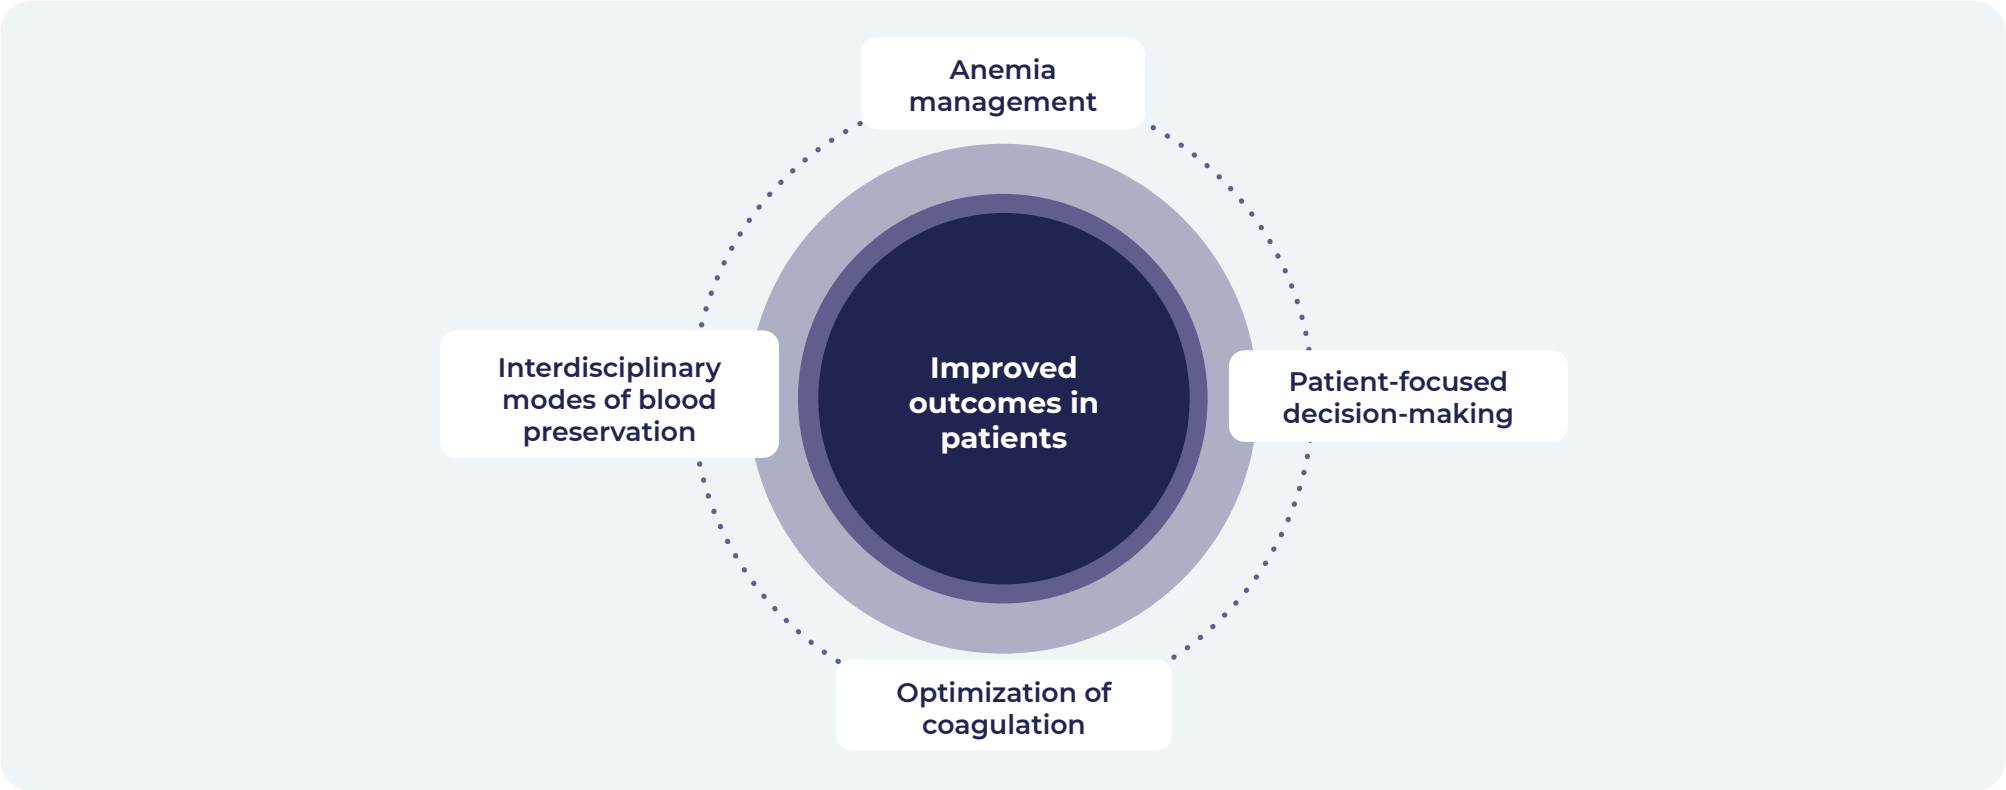 Anemia
management
Interdisciplinary
modes of blood
preservation
Improved
outcomes in
patients
Patient-focused
decision-making
Optimization of
coagulation